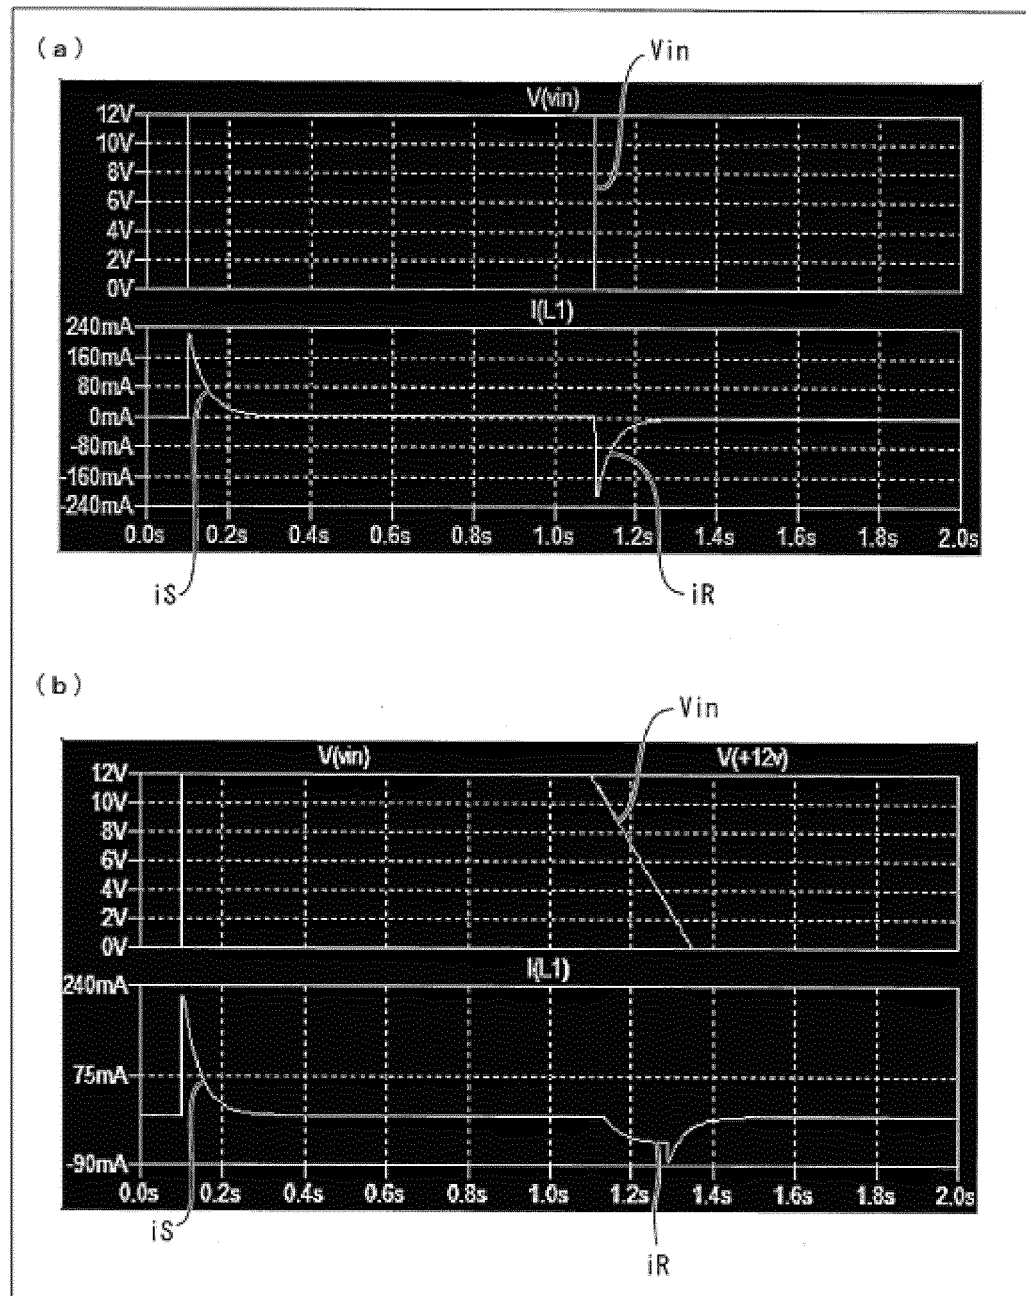 (a)
Vin
V(vin)
12V
10V
8V
6V
4V
2V
0V
I(L1)
240mA
160mA
80mA
0mA
-80mA
-160mA
-240mA
0.0s 0.2s 0.4s 0.6s 0.8s 1.0s 1.2s 1.4s 1.6s 1.8s 2.0s
iS iR
(b)
Vin
V(vin) V(+12v)
12V
10V
8V
6V
4V
2V
0V
I(L1)
240mA
75mA
-90mA
0.0s 0.2s 0.4s 0.6s 0.8s 1.0s 1.2s 1.4s 1.6s 1.8s 2.0s
iS
iR